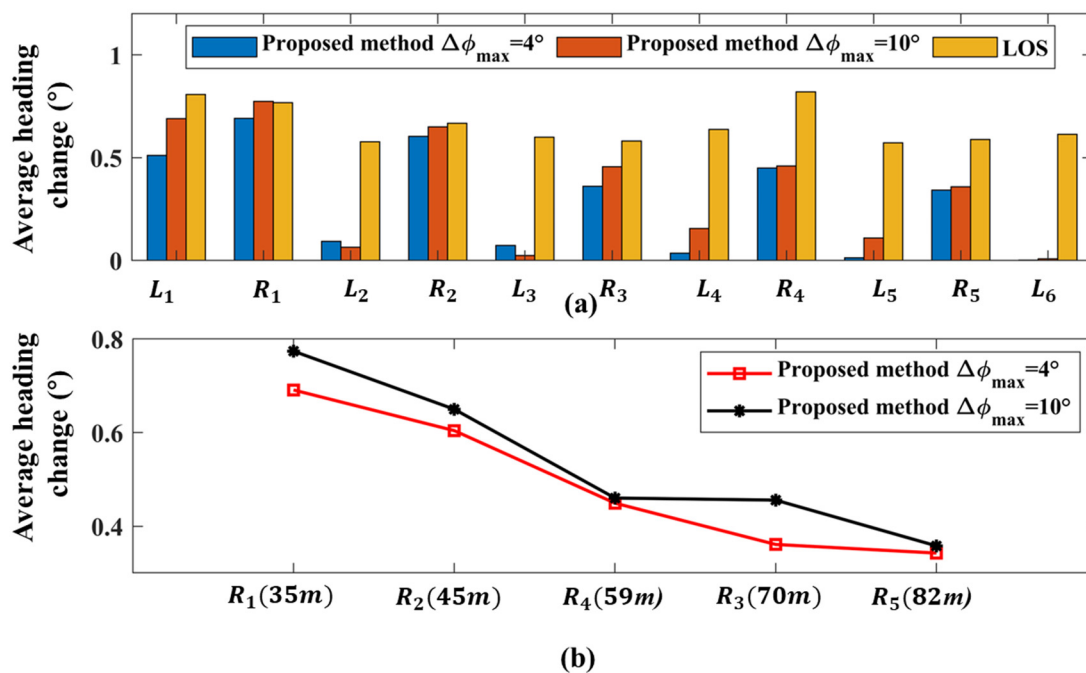 (a)
Proposed method Δϕmax=4° Proposed method Δϕmax=10° LOS
Average heading
change (°)
1
0.5
0
L1 R1 L2 R2 L3 R3 L4 R4 L5 R5 L6
(a)
Proposed method Δϕmax=4°
Proposed method Δϕmax=10°
Average heading
change (°)
0.8
0.6
0.4
R1(35m) R2(45m) R4(59m) R3(70m) R5(82m)
(b)